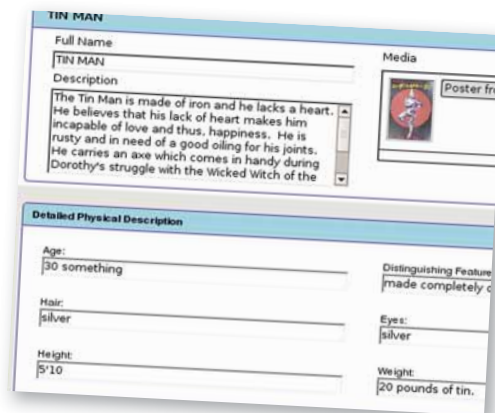 TIN MAN
Full Name
TIN MAN
Description
The Tin Man is made of iron and he lacks a heart.
He believes that his lack of heart makes him
incapable of love and thus, happiness. He is
rusty and in need of a good oiling for his joints.
He carries an axe which comes in handy during
Dorothy's struggle with the Wicked Witch of the
Media
Poster fr
Detailed Physical Description
Age:
30 something
Distinguishing Feature
made completely
Hair:
silver
Eyes:
silver
Height:
5'10
Weight:
20 pounds of tin.